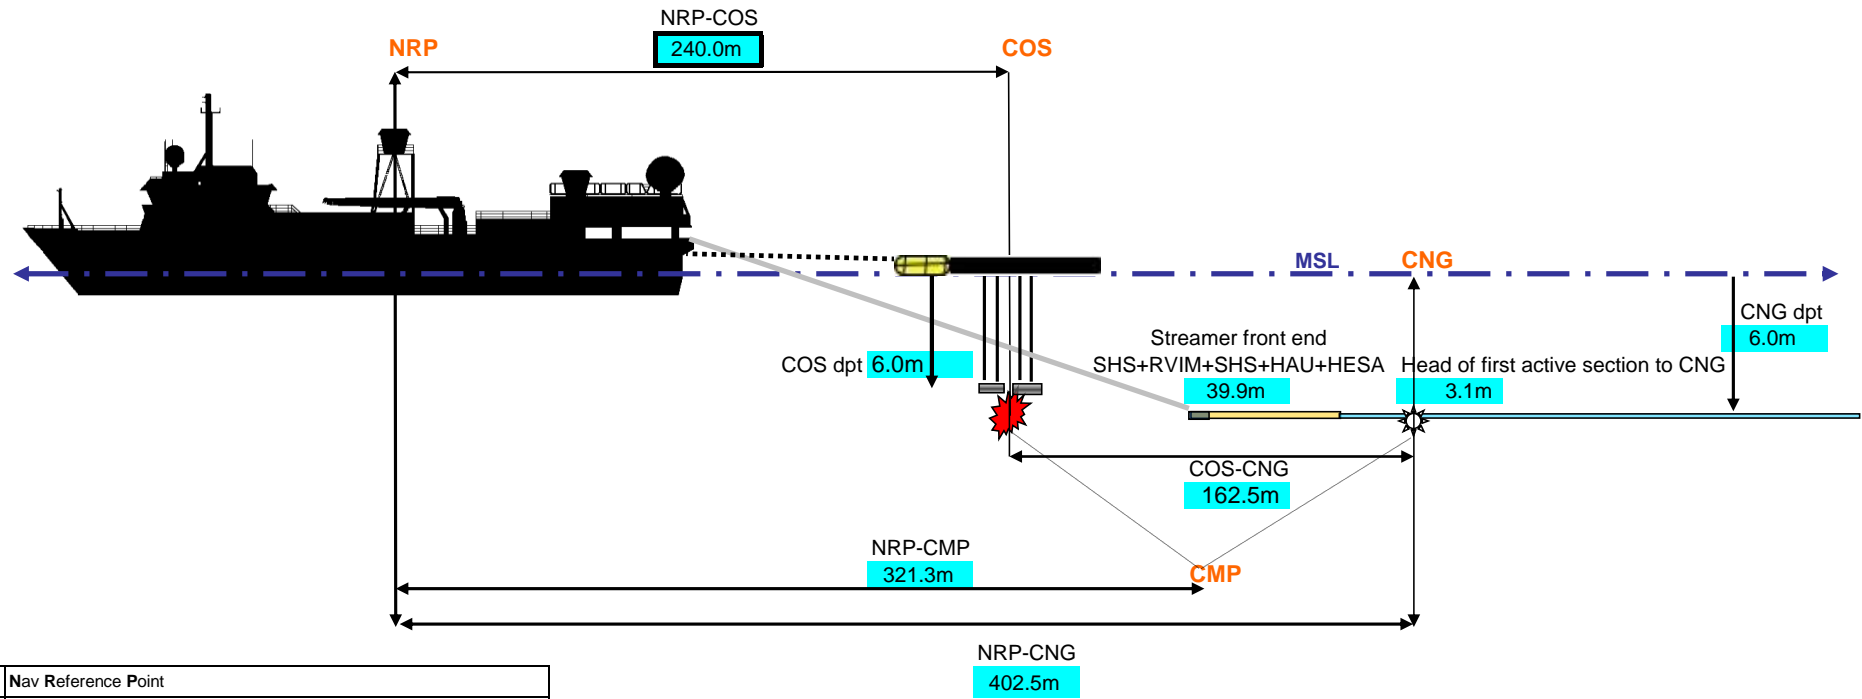 NRP-COS
NRP
240.0m
COS
MSL
CNG
CNG dpt
6.0m
Streamer front end
COS dpt 6.0m
SHS+RVIM+SHS+HAU+HESA
Head of first active section to CNG
39.9m
3.1m
COS-CNG
162.5m
NRP-CMP
321.3m
CMP
NRP-CNG
402.5m
Nav Reference Point